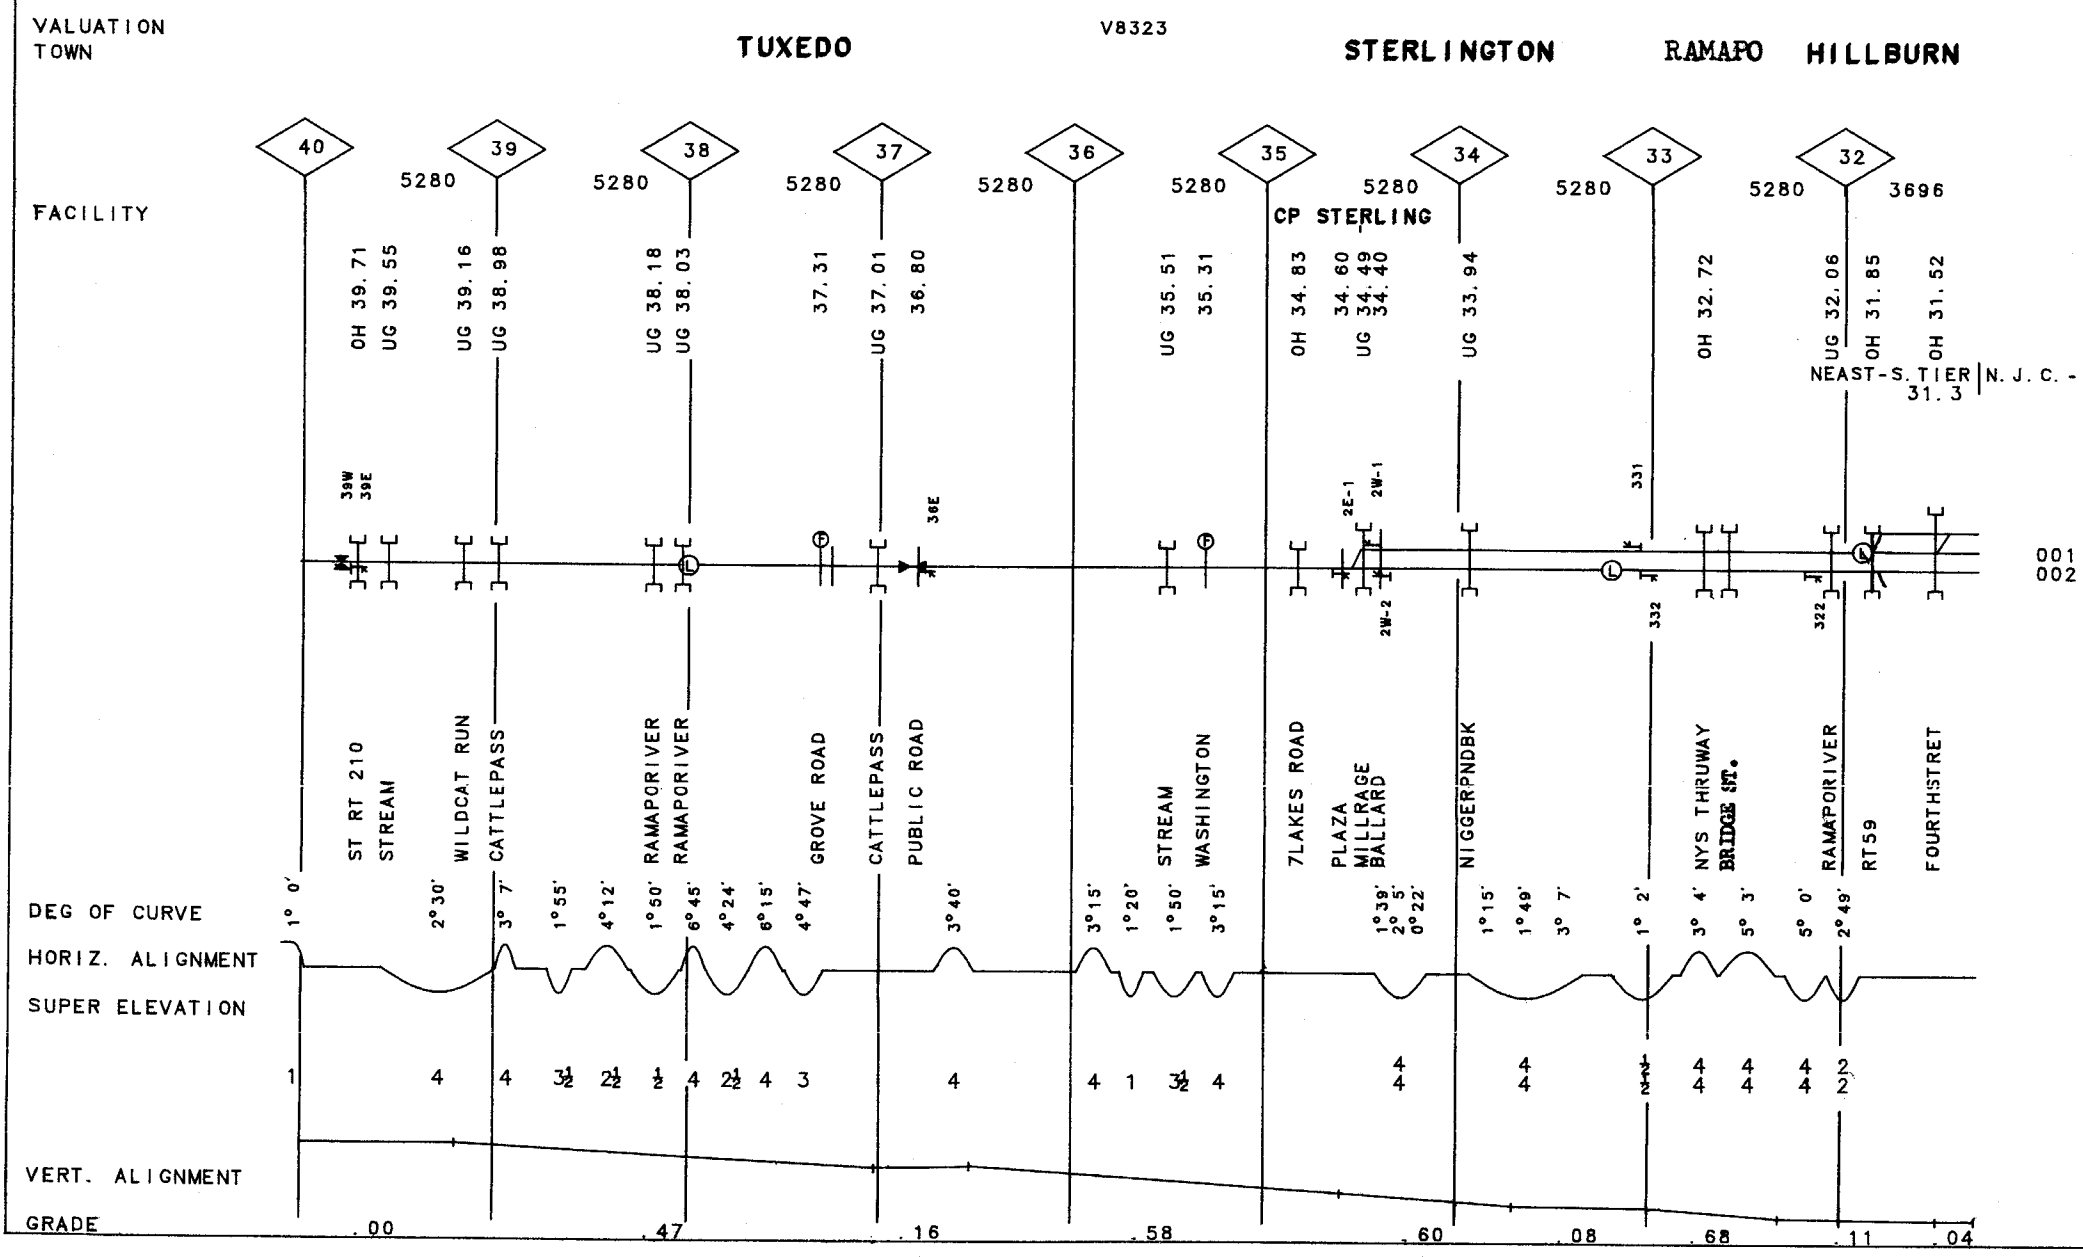 VALUATION
TOWN
V8323
TUXEDO
STERLINGTON
RAMAPO
HILLBURN
40
39
38
37
36
35
34
33
32
5280
5280
5280
5280
5280
5280
5280
5280
3696
FACILITY
CP STERLING
OH 39.71
UG 39.55
UG 39.16
UG 38.98
UG 38.18
UG 38.03
37.31
UG 37.01
36.80
UG 35.51
35.31
OH 34.83
34.60
UG 34.49
34.40
UG 33.94
OH 32.72
UG 32.06
OH 31.85
OH 31.52
NEAST-S.TIER | N.J.C.-
31.3
39W
39E
L
F
36E
F
2E-1
2W-1
2W-2
L
331
332
322
L
001
002
ST RT 210
STREAM
WILDCAT RUN
CATTLEPASS
RAMAPORIVER
RAMAPORIVER
GROVE ROAD
CATTLEPASS
PUBLIC ROAD
STREAM
WASHINGTON
7LAKES ROAD
PLAZA
MILLRAGE
BALLARD
NIGGERPNDBK
NYS THRUWAY
BRIDGE ST.
RAMAPORIVER
RT59
FOURTHSTRET
DEG OF CURVE
1° 0'
2°30'
3° 7'
1°55'
4°12'
1°50'
6°45'
4°24'
6°15'
4°47'
3°40'
3°15'
1°20'
1°50'
3°15'
1°39'
2° 5'
0°22'
1°15'
1°49'
3° 7'
1° 2'
3° 4'
5° 3'
5° 0'
2°49'
HORIZ. ALIGNMENT
SUPER ELEVATION
4 4 4 4 4 2
1 4 4 3½ 2½ ½ 4 2½ 4 3 4 4 1 3½ 4 4 4 4 4 4 2
VERT. ALIGNMENT
GRADE
.00 .47 .16 .58 .60 .08 .68 .11 .04